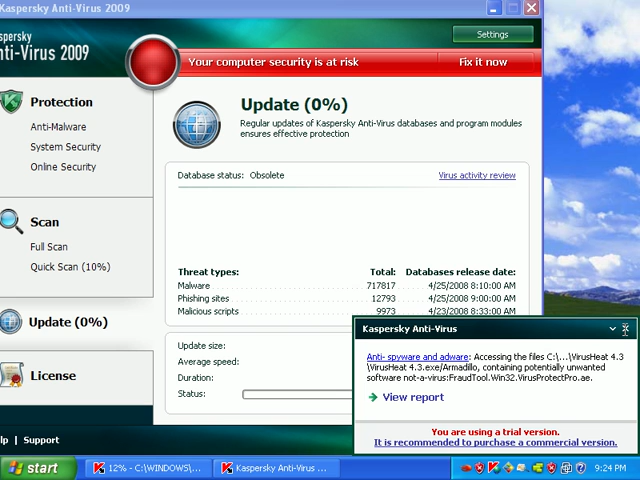 Kaspersky Anti-Virus 2009
nti-Virus 2009
Settings
Your computer security is at risk
Fix it now
Protection
Anti-Malware
System Security
Online Security
Scan
Full Scan
Quick Scan (10%)
Update (0%)
License
lp | Support
Update (0%)
Regular updates of Kaspersky Anti-Virus databases and program modules
ensures effective protection
Database status: Obsolete
Virus activity review
Threat types: Total: Databases release date:
Malware 717817 4/25/2008 8:10:00 AM
Phishing sites 12793 4/25/2008 9:00:00 AM
Malicious scripts 9973 4/23/2008 8:33:00 AM
Update size:
Average speed:
Duration:
Status:
Kaspersky Anti-Virus
Anti- spyware and adware: Accessing the files C:\...\VirusHeat 4.3
\VirusHeat 4.3.exe/Armadillo, containing potentially unwanted
software not-a-virus:FraudTool.Win32.VirusProtectPro.ae.
View report
You are using a trial version.
It is recommended to purchase a commercial version.
start
12% - C:\WINDOWS\...
Kaspersky Anti-Virus ...
9:24 PM